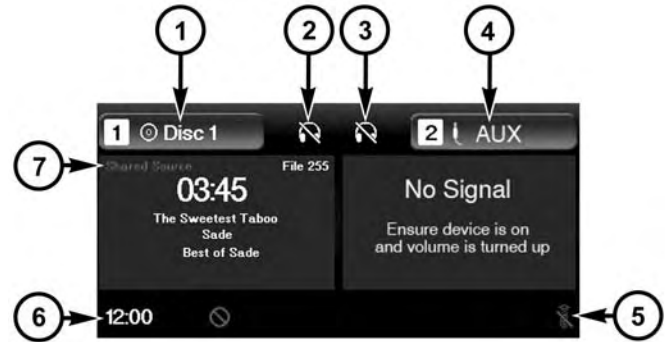 1 2 3 4
1 Disc 1
2 AUX
7
Shared Source File 255
03:45
The Sweetest Taboo
Sade
Best of Sade
No Signal
Ensure device is on
and volume is turned up
6
12:00
5